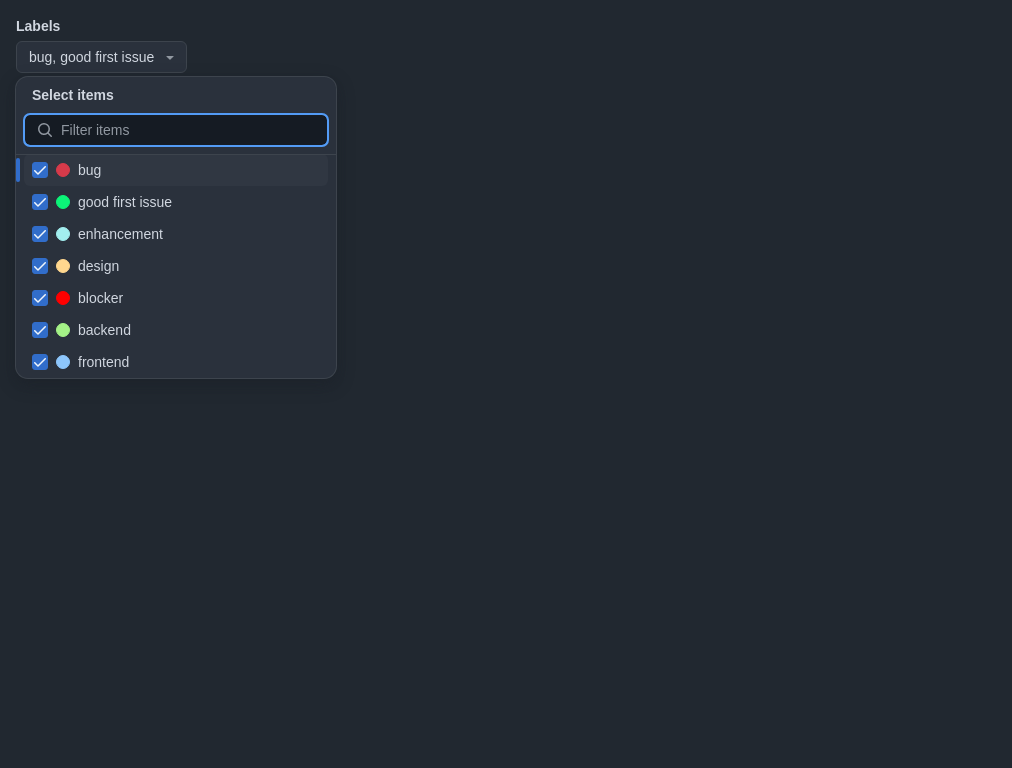 Labels
bug, good first issue
Select items
Filter items
bug
good first issue
enhancement
design
blocker
backend
frontend